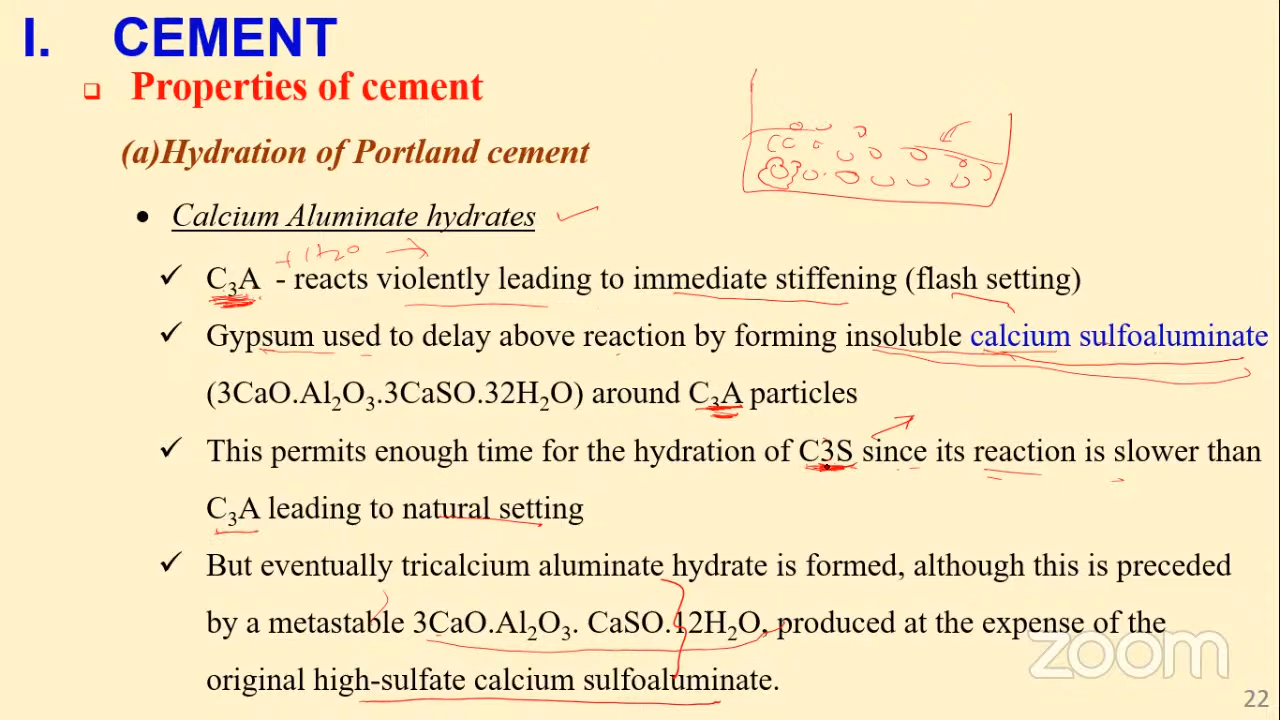 I. CEMENT
❑ Properties of cement
(a)Hydration of Portland cement
• Calcium Aluminate hydrates
+ H₂O →
✓ C₃A - reacts violently leading to immediate stiffening (flash setting)
✓ Gypsum used to delay above reaction by forming insoluble calcium sulfoaluminate
(3CaO.Al₂O₃.3CaSO.32H₂O) around C₃A particles
✓ This permits enough time for the hydration of C3S since its reaction is slower than
C₃A leading to natural setting
✓ But eventually tricalcium aluminate hydrate is formed, although this is preceded
by a metastable 3CaO.Al₂O₃. CaSO.12H₂O, produced at the expense of the
original high-sulfate calcium sulfoaluminate.
zoom
22